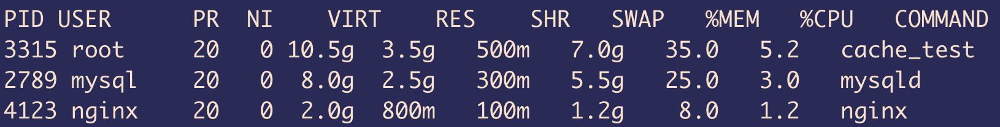 PID USER      PR  NI    VIRT    RES    SHR   SWAP   %MEM   %CPU   COMMAND
3315 root     20   0 10.5g  3.5g   500m   7.0g   35.0   5.2   cache_test
2789 mysql    20   0  8.0g  2.5g   300m   5.5g   25.0   3.0   mysqld
4123 nginx    20   0  2.0g  800m   100m   1.2g    8.0   1.2   nginx